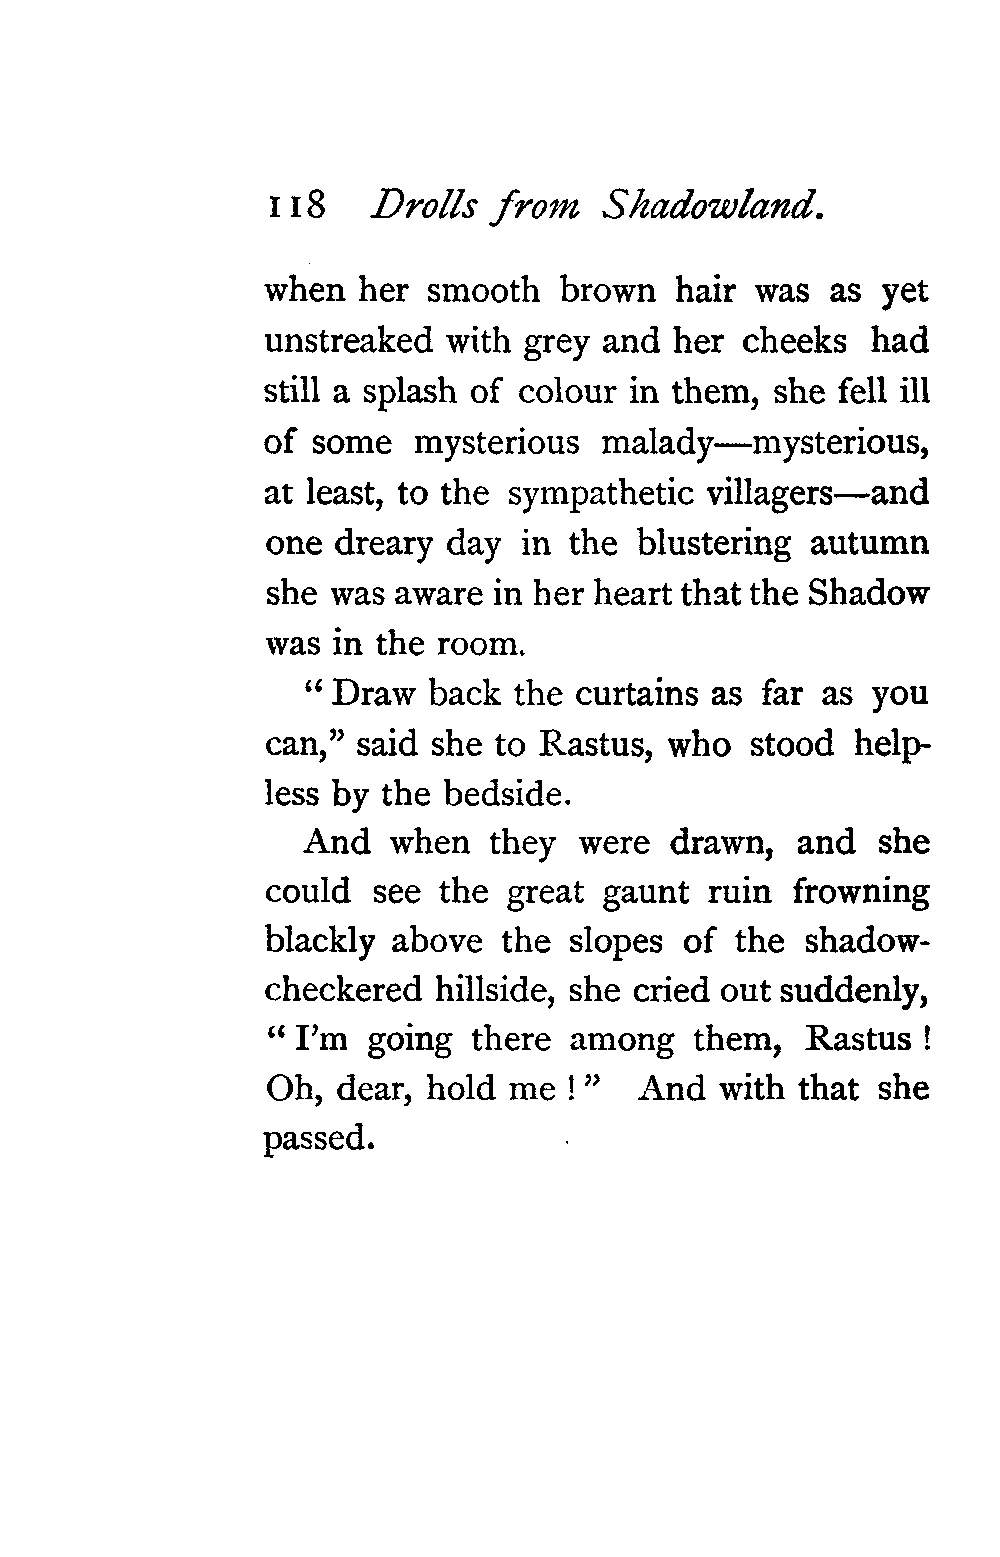 118 Drolls from Shadowland.
when her smooth brown hair was as yet
unstreaked with grey and her cheeks had
still a splash of colour in them, she fell ill
of some mysterious malady—mysterious,
at least, to the sympathetic villagers—and
one dreary day in the blustering autumn
she was aware in her heart that the Shadow
was in the room.
" Draw back the curtains as far as you
can," said she to Rastus, who stood help-
less by the bedside.
And when they were drawn, and she
could see the great gaunt ruin frowning
blackly above the slopes of the shadow-
checkered hillside, she cried out suddenly,
" I'm going there among them, Rastus !
Oh, dear, hold me ! " And with that she
passed.